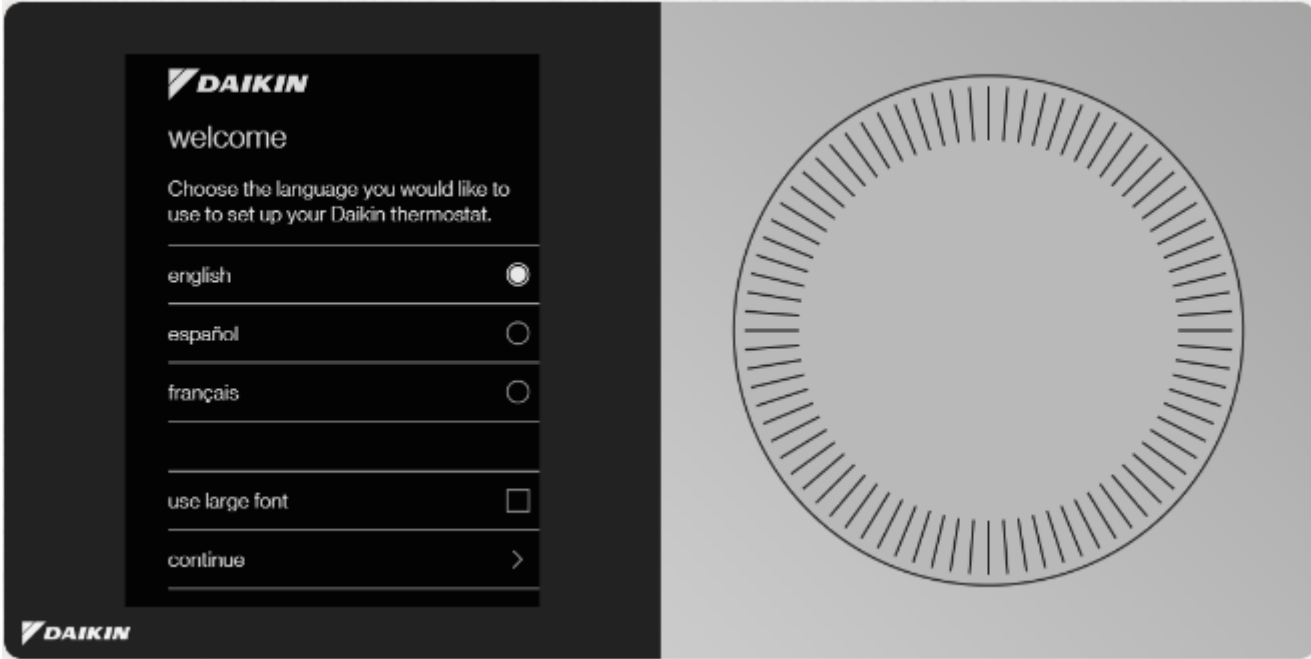 DAIKIN
welcome
Choose the language you would like to
use to set up your Daikin thermostat.
english
español
français
use large font
continue
DAIKIN